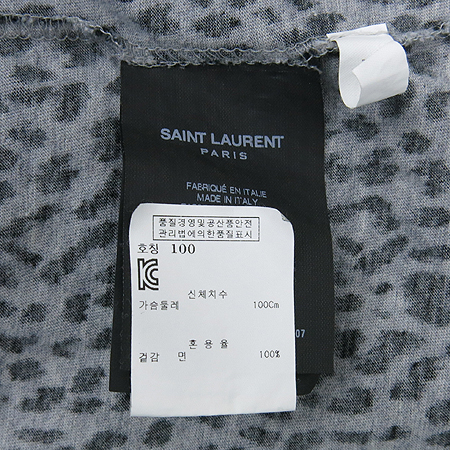 SAINT LAURENT
PARIS
FABRIQUÉ EN ITALIE
MADE IN ITALY
품질경영및공산품안전
관리법에의한품질표시
호칭 100
신체치수
가슴둘레 100Cm
07
혼용율
겉감 면 100%